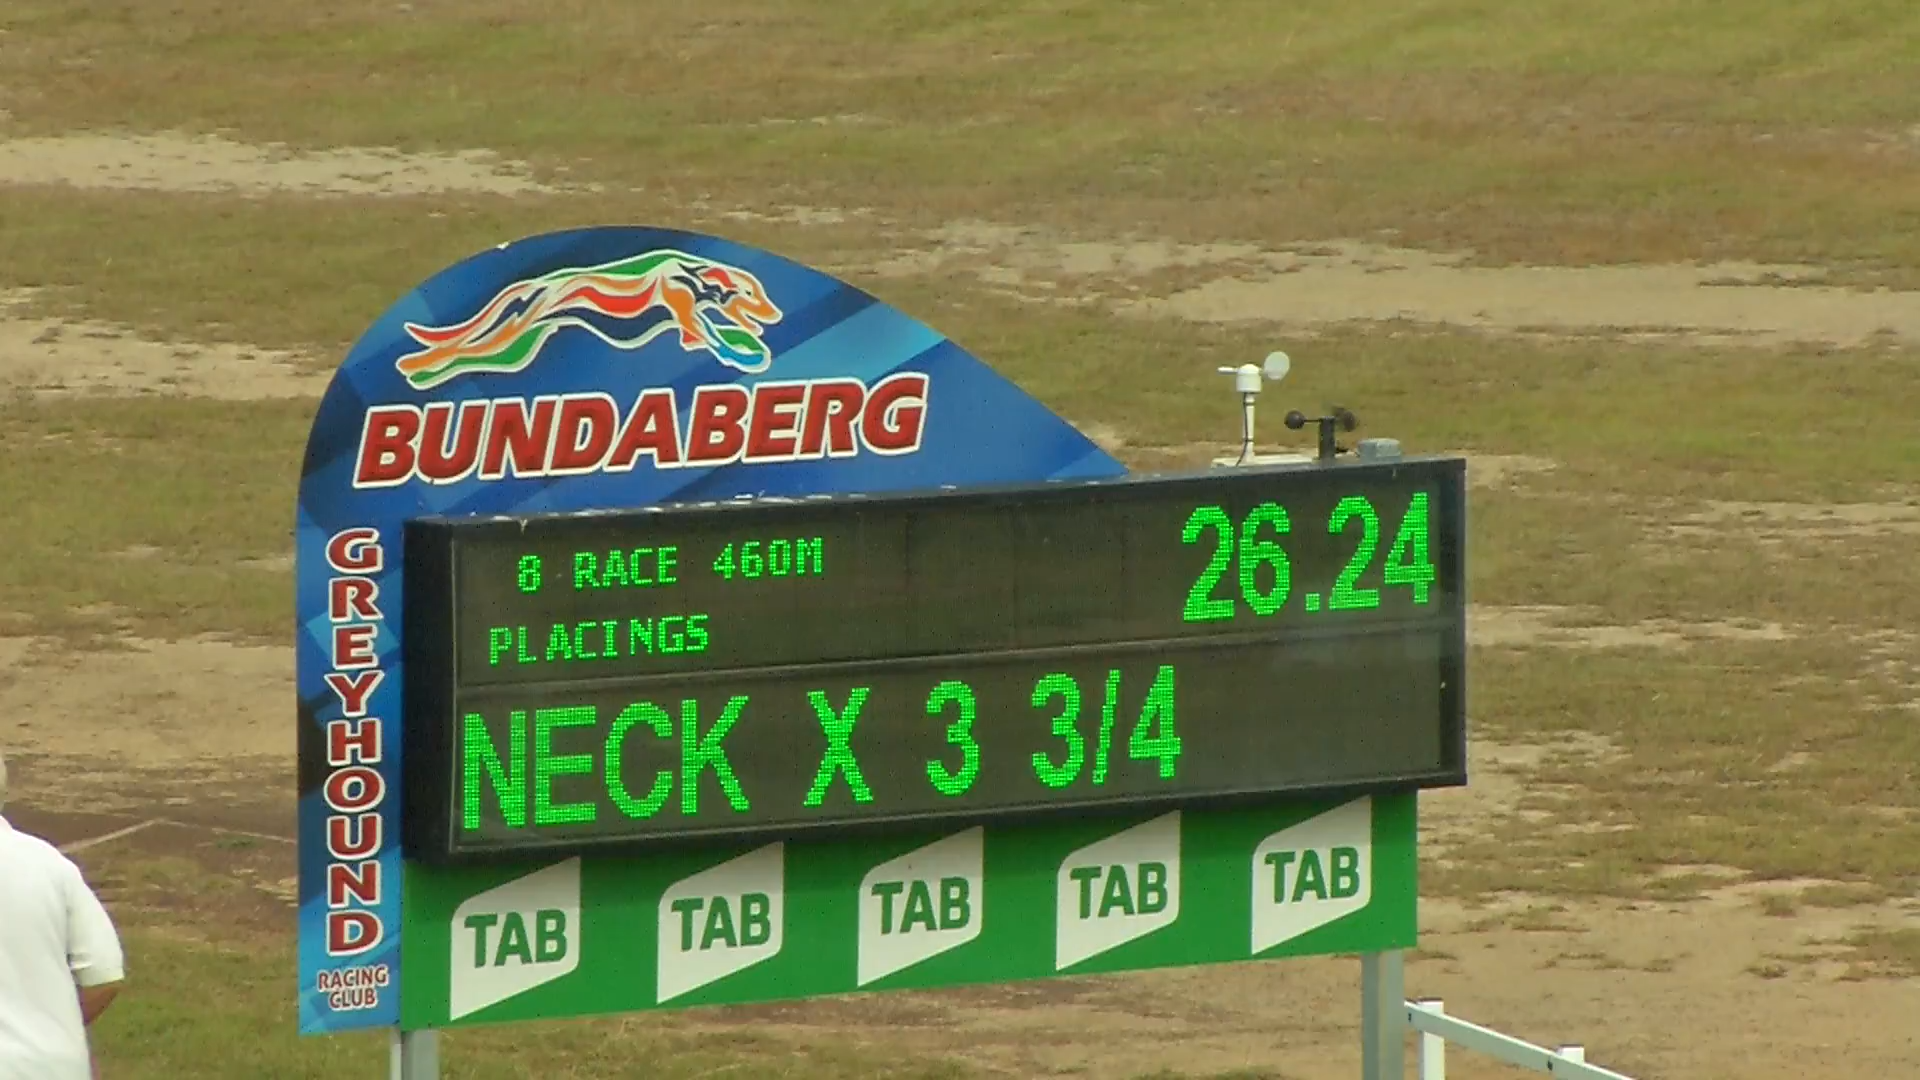 BUNDABERG
GREYHOUND
RACING
CLUB
8 RACE 460M
26.24
PLACINGS
NECK X 3 3/4
TAB TAB TAB TAB TAB